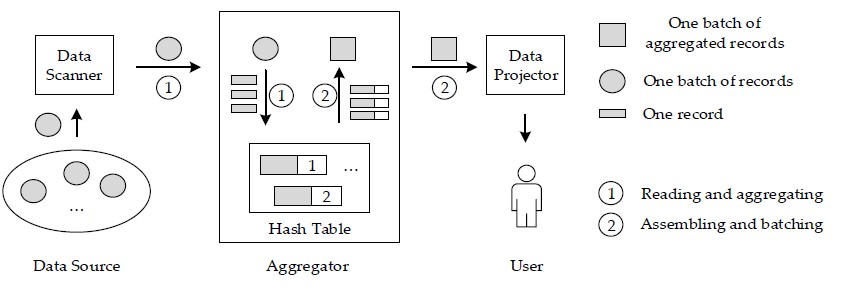 Data
Scanner
1
1
2
1
...
2
Hash Table
2
Data
Projector
...
Data Source
Aggregator
User
One batch of
aggregated records
One batch of records
One record
1 Reading and aggregating
2 Assembling and batching